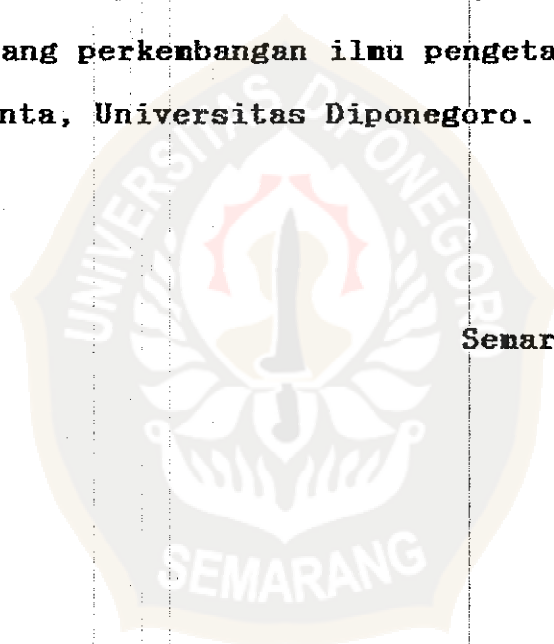 ang perkembangan ilmu pengeta
nta, Universitas Diponegoro.
UNIVERSITAS DIPONEGORO
Semar
SEMARANG